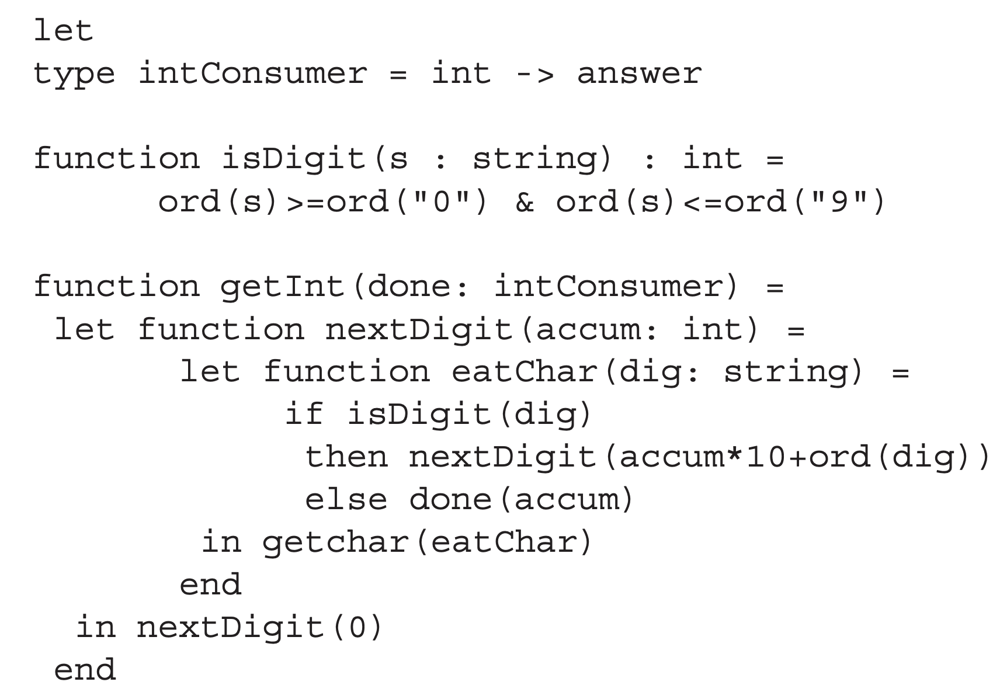 let
type intConsumer = int -> answer

function isDigit(s : string) : int =
      ord(s)>=ord("0") & ord(s)<=ord("9")

function getInt(done: intConsumer) =
 let function nextDigit(accum: int) =
       let function eatChar(dig: string) =
            if isDigit(dig)
             then nextDigit(accum*10+ord(dig))
             else done(accum)
        in getchar(eatChar)
       end
  in nextDigit(0)
 end